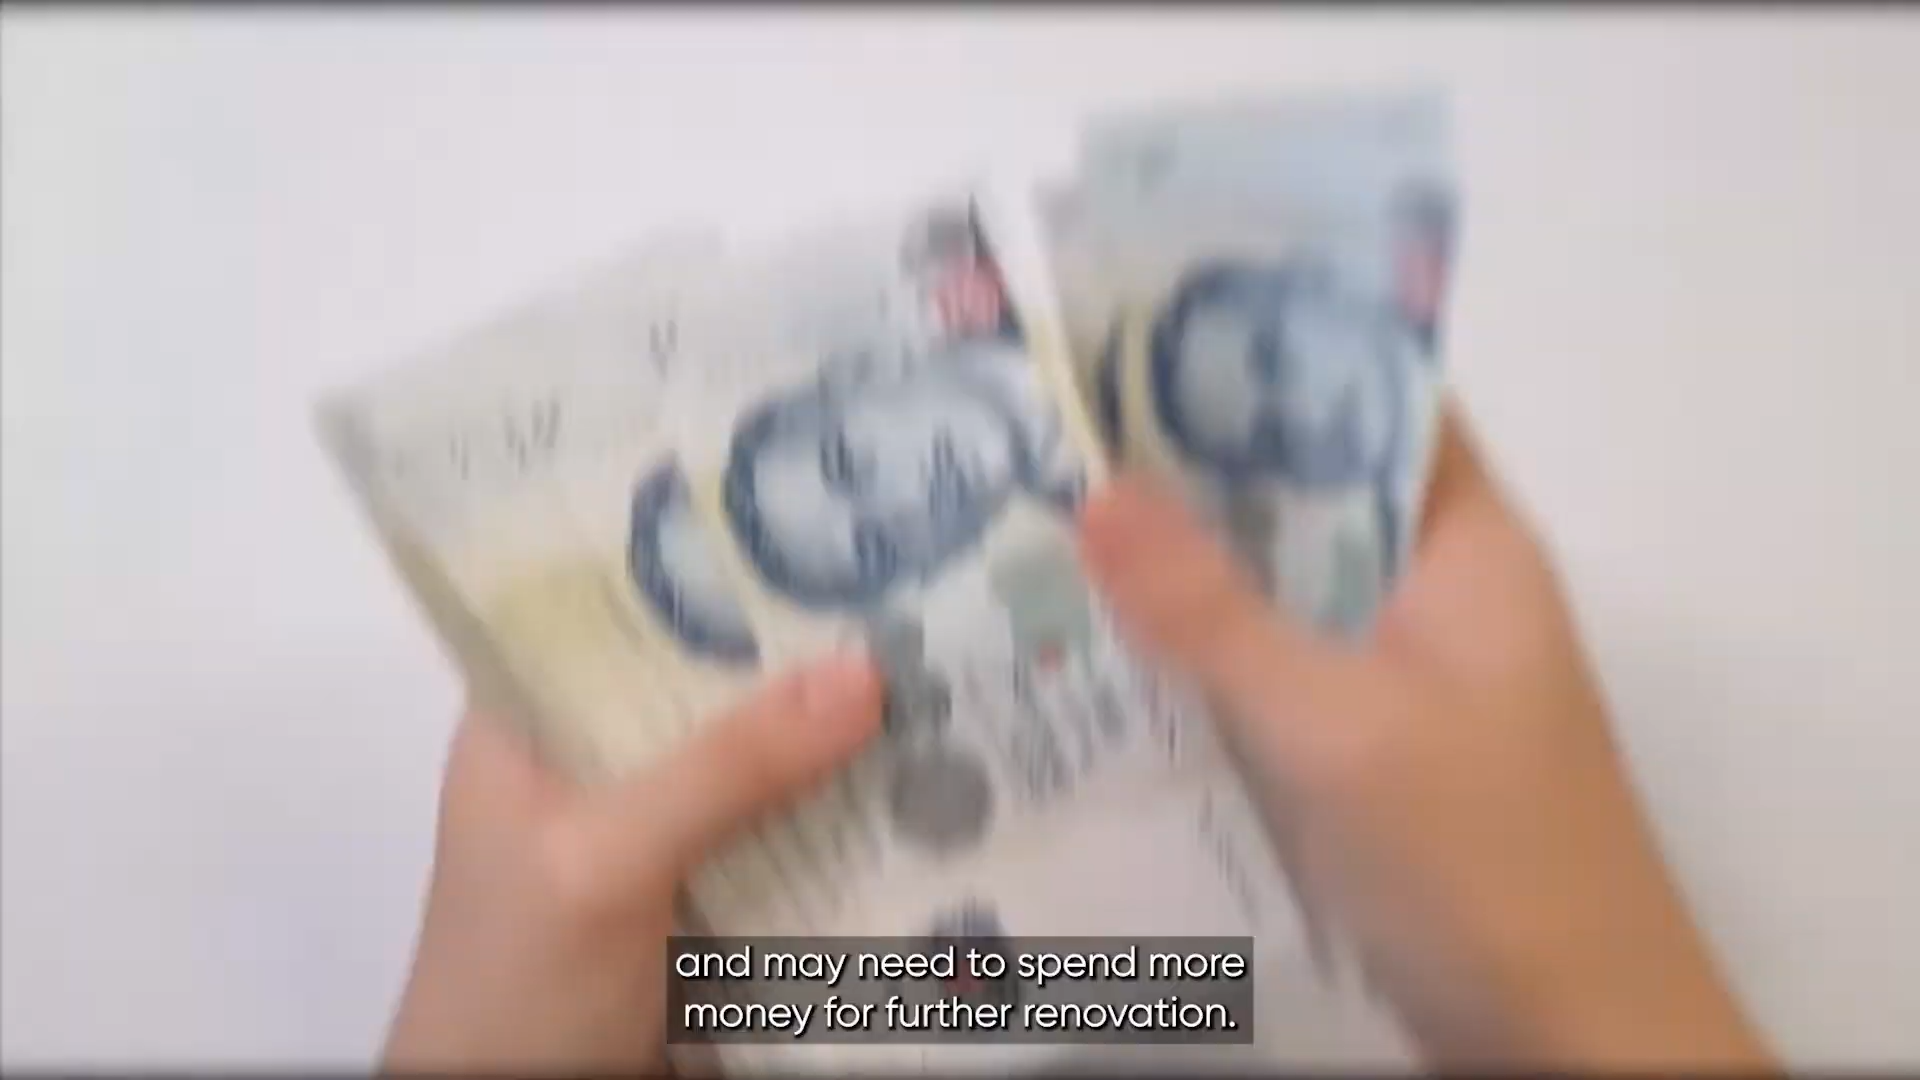 and may need to spend more
money for further renovation.